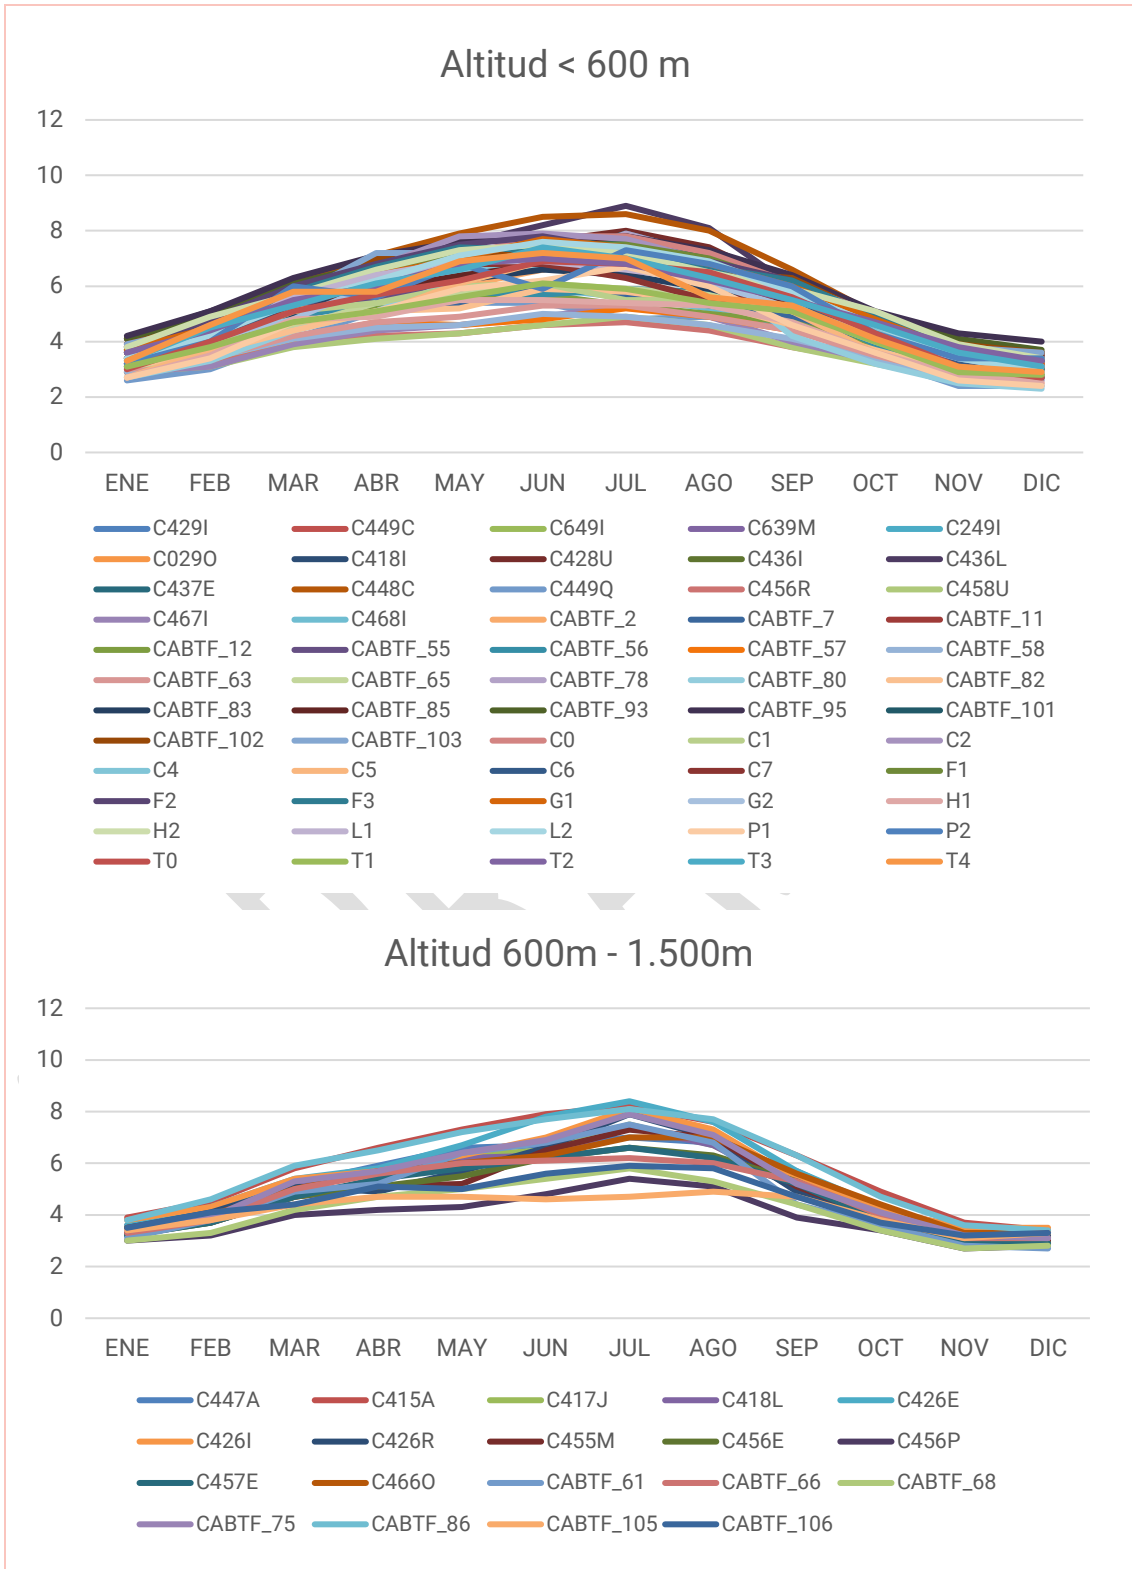 Altitud < 600 m
12
10
8
6
4
2
0
ENE FEB MAR ABR MAY JUN JUL AGO SEP OCT NOV DIC
C429I C449C C649I C639M C249I
C029O C418I C428U C436I C436L
C437E C448C C449Q C456R C458U
C467I C468I CABTF_2 CABTF_7 CABTF_11
CABTF_12 CABTF_55 CABTF_56 CABTF_57 CABTF_58
CABTF_63 CABTF_65 CABTF_78 CABTF_80 CABTF_82
CABTF_83 CABTF_85 CABTF_93 CABTF_95 CABTF_101
CABTF_102 CABTF_103 C0 C1 C2
C4 C5 C6 C7 F1
F2 F3 G1 G2 H1
H2 L1 L2 P1 P2
T0 T1 T2 T3 T4
Altitud 600m - 1.500m
12
10
8
6
4
2
0
ENE FEB MAR ABR MAY JUN JUL AGO SEP OCT NOV DIC
C447A C415A C417J C418L C426E
C426I C426R C455M C456E C456P
C457E C466O CABTF_61 CABTF_66 CABTF_68
CABTF_75 CABTF_86 CABTF_105 CABTF_106